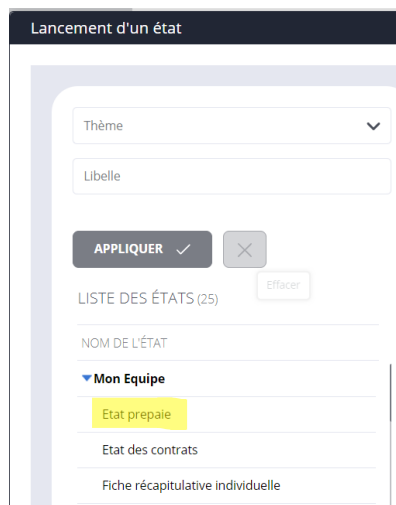 Lancement d'un état
Thème
Libelle
APPLIQUER
Effacer
LISTE DES ÉTATS (25)
NOM DE L'ÉTAT
Mon Equipe
Etat prepaie
Etat des contrats
Fiche récapitulative individuelle